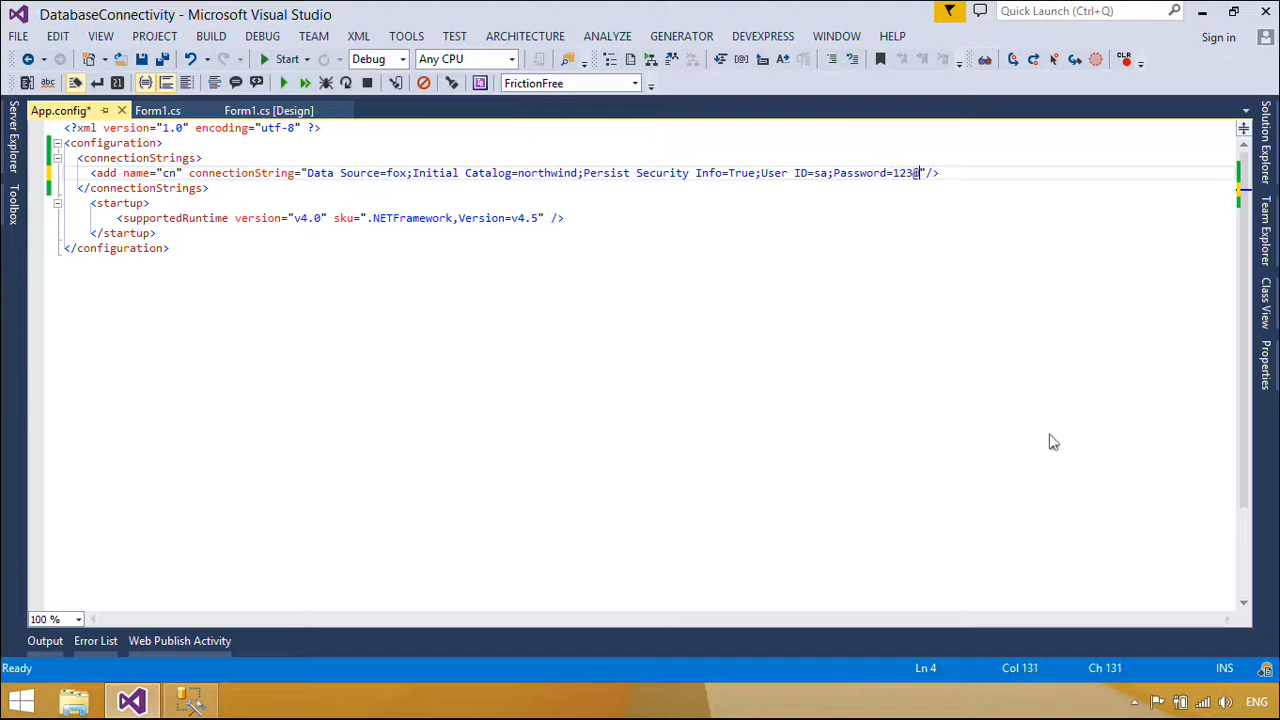 DatabaseConnectivity - Microsoft Visual Studio
Quick Launch (Ctrl+Q)
FILE EDIT VIEW PROJECT BUILD DEBUG TEAM XML TOOLS TEST ARCHITECTURE ANALYZE GENERATOR DEVEXPRESS WINDOW HELP
Sign in
Start Debug Any CPU
CLR
abc 21 FrictionFree
App.config* Form1.cs Form1.cs [Design]
<?xml version="1.0" encoding="utf-8" ?>
<configuration>
<connectionStrings>
<add name="cn" connectionString="Data Source=fox;Initial Catalog=northwind;Persist Security Info=True;User ID=sa;Password=123@"/>
</connectionStrings>
<startup>
<supportedRuntime version="v4.0" sku=".NETFramework,Version=v4.5" />
</startup>
</configuration>
Server Explorer
Toolbox
Solution Explorer
Team Explorer
Class View
Properties
100 %
Output Error List Web Publish Activity
Ready Ln 4 Col 131 Ch 131 INS
ENG